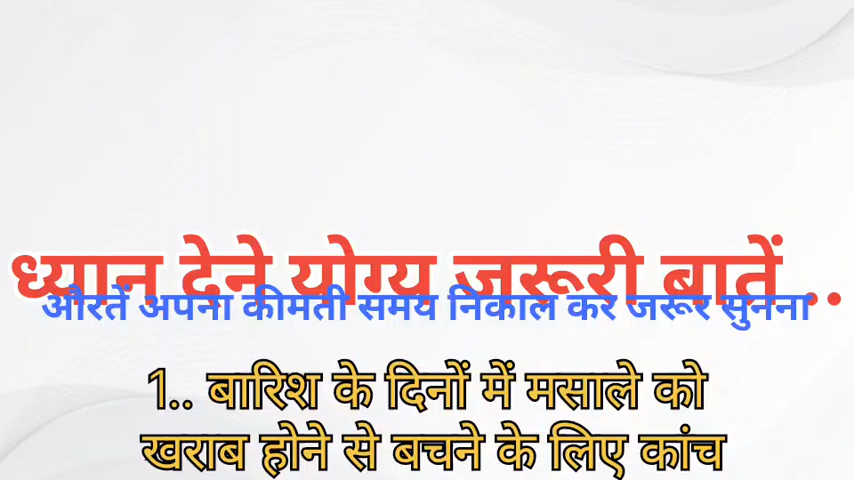 ध्यान देने योग्य जरूरी बातें ..
औरतें अपना कीमती समय निकाल कर जरूर सुनना
1.. बारिश के दिनों में मसाले को
खराब होने से बचने के लिए कांच